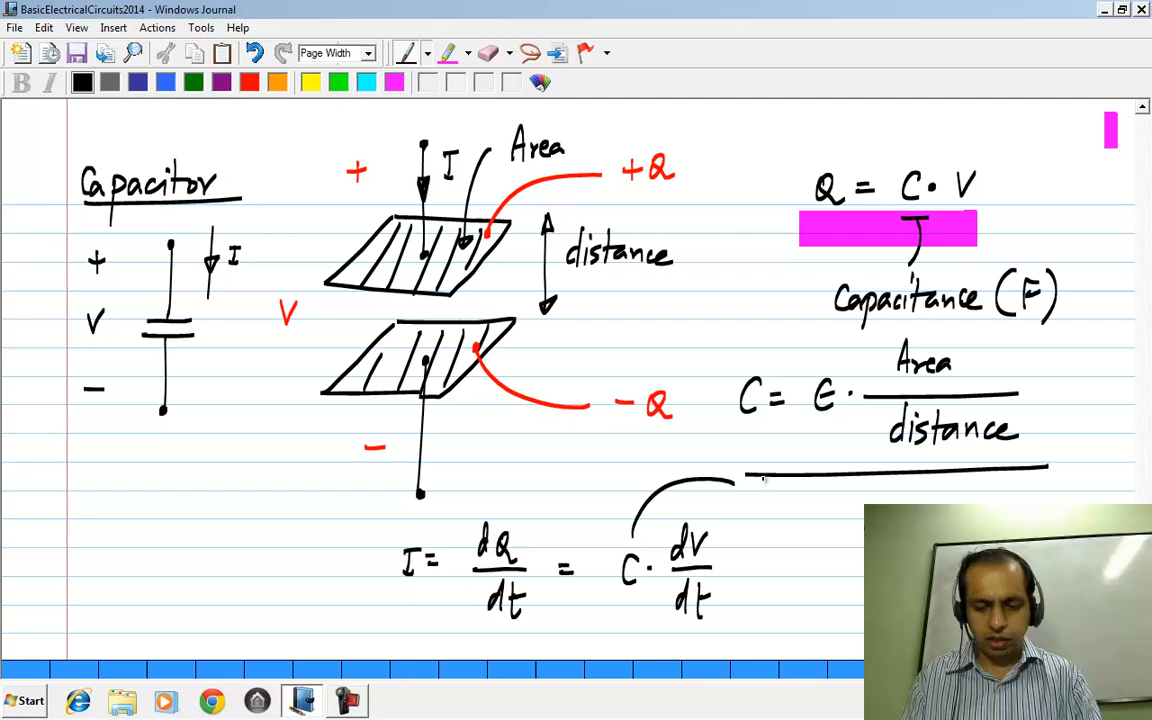 BasicElectricalCircuits2014 - Windows Journal
File Edit View Insert Actions Tools Help
Page Width
B I
Capacitor
+
V
−
I
+
V
−
I
Area
+Q
distance
−Q
Q = C · V
Capacitance (F)
C = ε · Area / distance
I = dQ/dt = C · dV/dt
Start